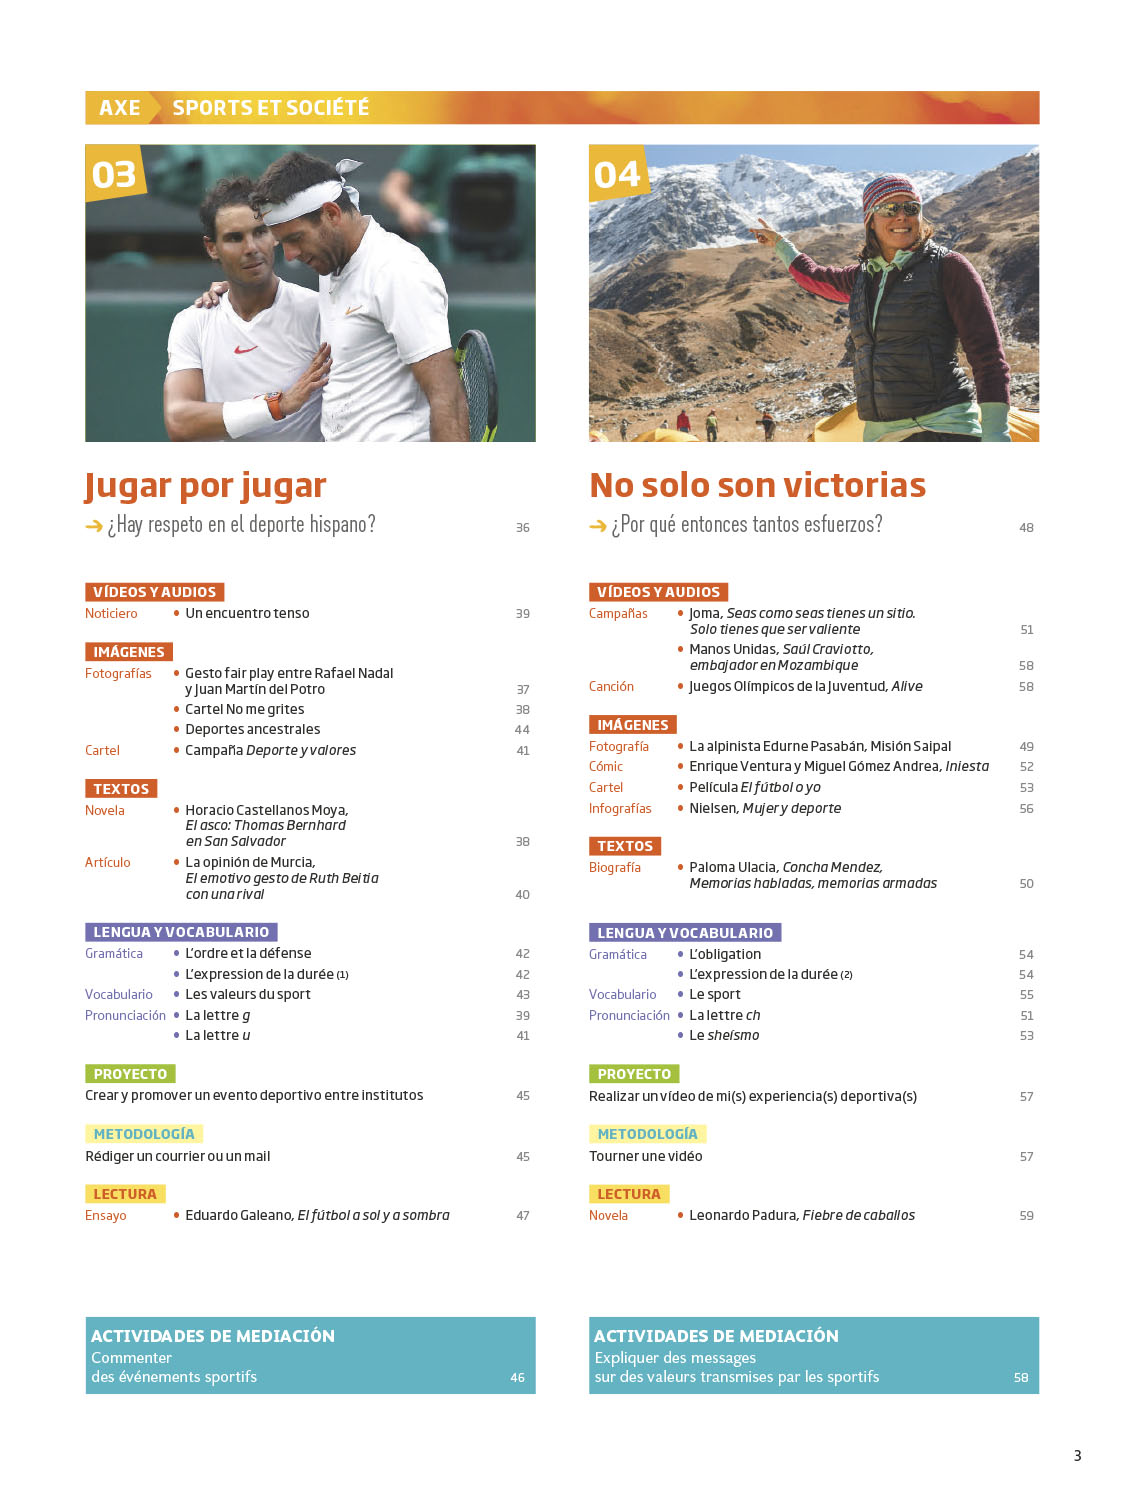 AXE SPORTS ET SOCIÉTÉ
03
Jugar por jugar
➔ ¿Hay respeto en el deporte hispano? 36
VÍDEOS Y AUDIOS
Noticiero • Un encuentro tenso 39
IMÁGENES
Fotografías • Gesto fair play entre Rafael Nadal
y Juan Martín del Potro 37
• Cartel No me grites 38
• Deportes ancestrales 44
Cartel • Campaña Deporte y valores 41
TEXTOS
Novela • Horacio Castellanos Moya,
El asco: Thomas Bernhard
en San Salvador 38
Artículo • La opinión de Murcia,
El emotivo gesto de Ruth Beitia
con una rival 40
LENGUA Y VOCABULARIO
Gramática • L'ordre et la défense 42
• L'expression de la durée (1) 42
Vocabulario • Les valeurs du sport 43
Pronunciación • La lettre g 39
• La lettre u 41
PROYECTO
Crear y promover un evento deportivo entre institutos 45
METODOLOGÍA
Rédiger un courrier ou un mail 45
LECTURA
Ensayo • Eduardo Galeano, El fútbol a sol y a sombra 47
ACTIVIDADES DE MEDIACIÓN
Commenter
des événements sportifs 46
04
No solo son victorias
➔ ¿Por qué entonces tantos esfuerzos? 48
VÍDEOS Y AUDIOS
Campañas • Joma, Seas como seas tienes un sitio.
Solo tienes que ser valiente 51
• Manos Unidas, Saúl Craviotto,
embajador en Mozambique 58
Canción • Juegos Olímpicos de la Juventud, Alive 58
IMÁGENES
Fotografía • La alpinista Edurne Pasabán, Misión Saipal 49
Cómic • Enrique Ventura y Miguel Gómez Andrea, Iniesta 52
Cartel • Película El fútbol o yo 53
Infografías • Nielsen, Mujer y deporte 56
TEXTOS
Biografía • Paloma Ulacia, Concha Mendez,
Memorias habladas, memorias armadas 50
LENGUA Y VOCABULARIO
Gramática • L'obligation 54
• L'expression de la durée (2) 54
Vocabulario • Le sport 55
Pronunciación • La lettre ch 51
• Le sheísmo 53
PROYECTO
Realizar un vídeo de mi(s) experiencia(s) deportiva(s) 57
METODOLOGÍA
Tourner une vidéo 57
LECTURA
Novela • Leonardo Padura, Fiebre de caballos 59
ACTIVIDADES DE MEDIACIÓN
Expliquer des messages
sur des valeurs transmises par les sportifs 58
3